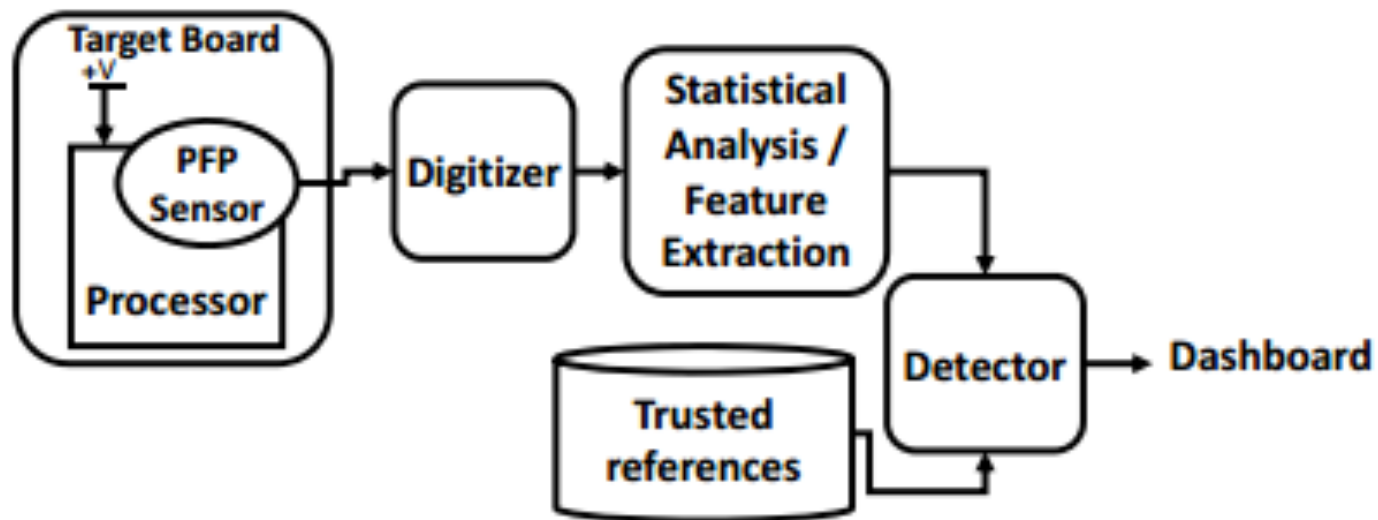 Target Board
+V
PFP
Sensor
Processor
Digitizer
Statistical
Analysis /
Feature
Extraction
Trusted
references
Detector
Dashboard